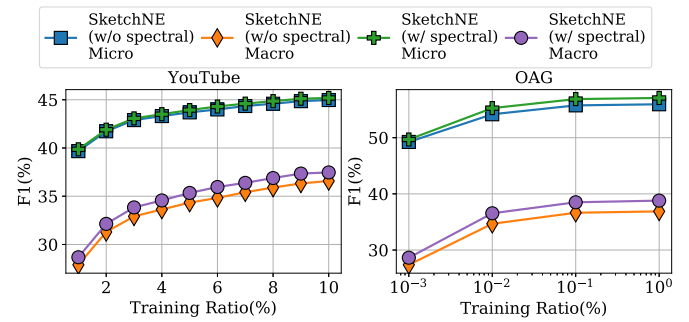 SketchNE
(w/o spectral)
Micro
SketchNE
(w/o spectral)
Macro
SketchNE
(w/ spectral)
Micro
SketchNE
(w/ spectral)
Macro
YouTube
F1(%)
45
40
35
30
2 4 6 8 10
Training Ratio(%)
OAG
F1(%)
50
40
30
10⁻³ 10⁻² 10⁻¹ 10⁰
Training Ratio(%)